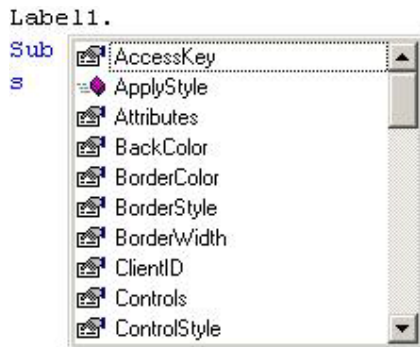 Label1.
Sub
s
AccessKey
ApplyStyle
Attributes
BackColor
BorderColor
BorderStyle
BorderWidth
ClientID
Controls
ControlStyle